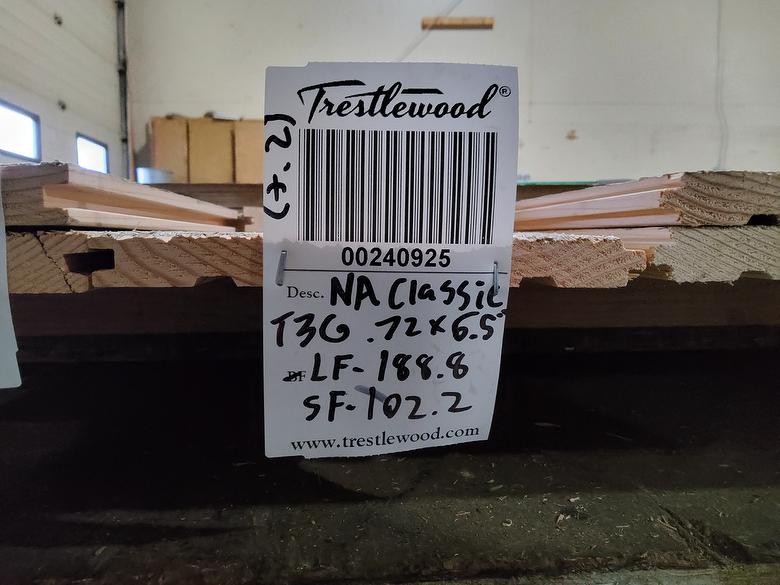 Trestlewood®
(+.2)
00240925
Desc. NA Classic
T3G .72 x 6.5"
BF LF- 188.8
SF- 102.2
www.trestlewood.com